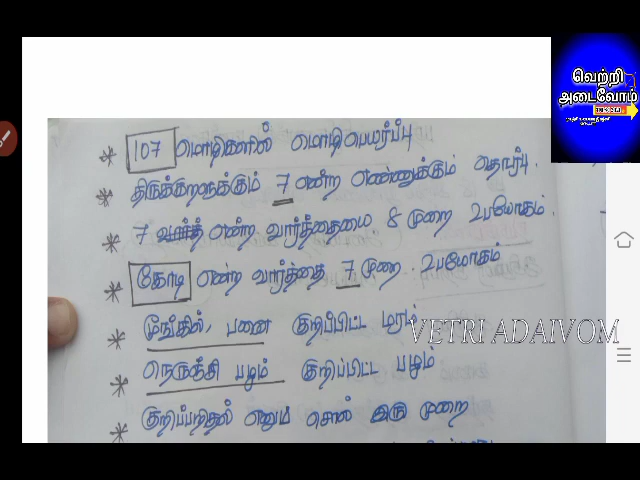 வெற்றி
அடைவோம்
* 107 மொழிகளில் மொழிபெயர்ப்பு
* திருக்குறளுக்கும் 7 என்ற எண்ணுக்கும் தொடர்பு.
* 7 என்ற வார்த்தைமை 8 முறை உபயோகம்.
* கோடி என்ற வார்த்தை 7 முறை. உபயோகம்
* மூங்கில், பனை குறிப்பிட்ட மரம்
VETRI ADAIVOM
* நெருஞ்சி பழம் குறிப்பிட்ட பழம்
* குறிப்பறிதல் எனும் சொல் இரு முறை